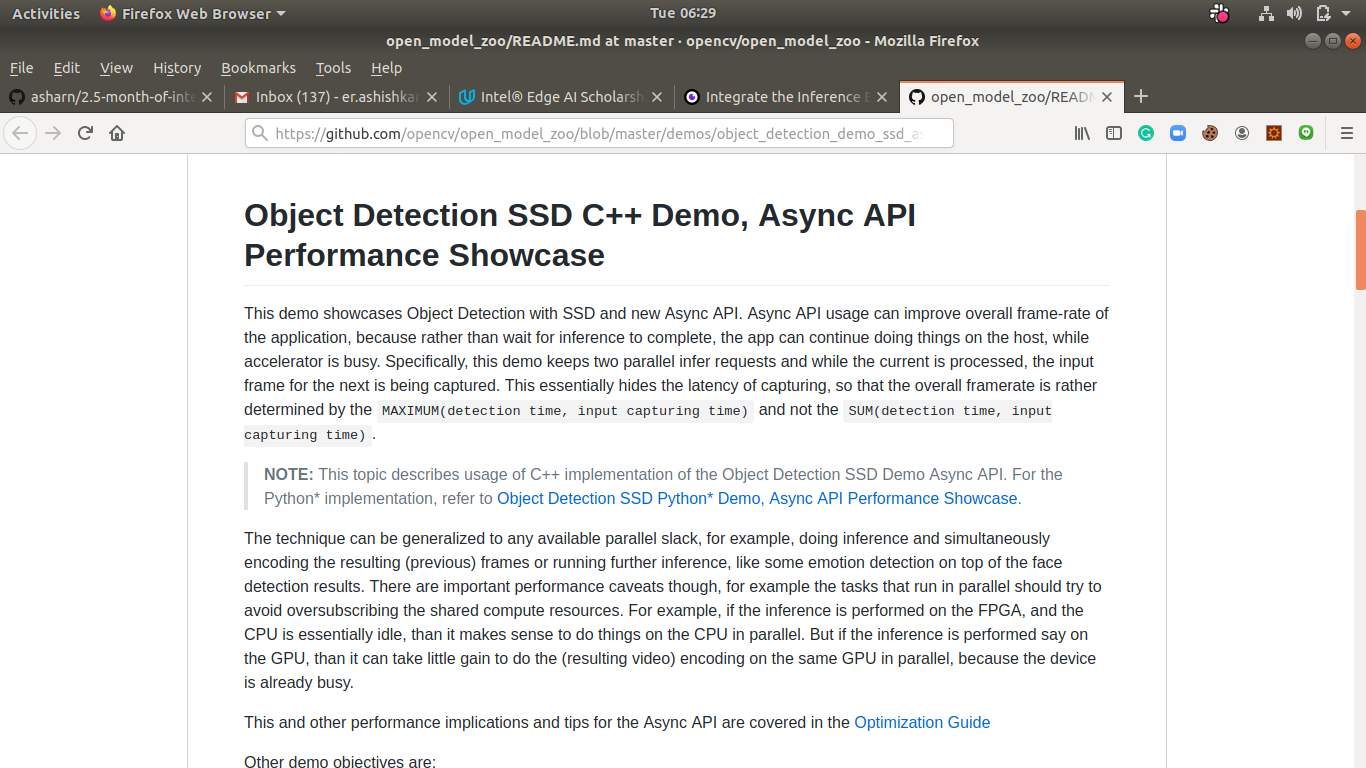 Activities Firefox Web Browser Tue 06:29
open_model_zoo/README.md at master · opencv/open_model_zoo - Mozilla Firefox
File Edit View History Bookmarks Tools Help
asharn/2.5-month-of-inte Inbox (137) - er.ashishkar Intel® Edge AI Scholarsh Integrate the Inference E open_model_zoo/READM
https://github.com/opencv/open_model_zoo/blob/master/demos/object_detection_demo_ssd_as
Object Detection SSD C++ Demo, Async API
Performance Showcase
This demo showcases Object Detection with SSD and new Async API. Async API usage can improve overall frame-rate of
the application, because rather than wait for inference to complete, the app can continue doing things on the host, while
accelerator is busy. Specifically, this demo keeps two parallel infer requests and while the current is processed, the input
frame for the next is being captured. This essentially hides the latency of capturing, so that the overall framerate is rather
determined by the MAXIMUM(detection time, input capturing time) and not the SUM(detection time, input
capturing time).
NOTE: This topic describes usage of C++ implementation of the Object Detection SSD Demo Async API. For the
Python* implementation, refer to Object Detection SSD Python* Demo, Async API Performance Showcase.
The technique can be generalized to any available parallel slack, for example, doing inference and simultaneously
encoding the resulting (previous) frames or running further inference, like some emotion detection on top of the face
detection results. There are important performance caveats though, for example the tasks that run in parallel should try to
avoid oversubscribing the shared compute resources. For example, if the inference is performed on the FPGA, and the
CPU is essentially idle, than it makes sense to do things on the CPU in parallel. But if the inference is performed say on
the GPU, than it can take little gain to do the (resulting video) encoding on the same GPU in parallel, because the device
is already busy.
This and other performance implications and tips for the Async API are covered in the Optimization Guide
Other demo objectives are: